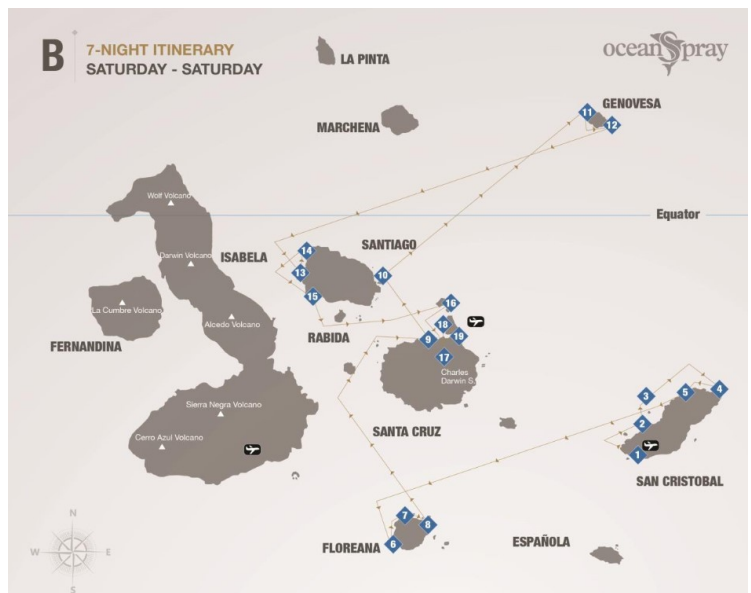 B
7-NIGHT ITINERARY
SATURDAY - SATURDAY
oceanSpray
LA PINTA
MARCHENA
GENOVESA
11
12
Equator
Wolf Volcano
Darwin Volcano
ISABELA
SANTIAGO
14
13
10
15
La Cumbre Volcano
Alcedo Volcano
FERNANDINA
RABIDA
16
18
9
19
17
Charles
Darwin S.
SANTA CRUZ
Sierra Negra Volcano
Cerro Azul Volcano
3
5
4
2
1
SAN CRISTOBAL
7
8
6
FLOREANA
ESPAÑOLA
N
W
E
S